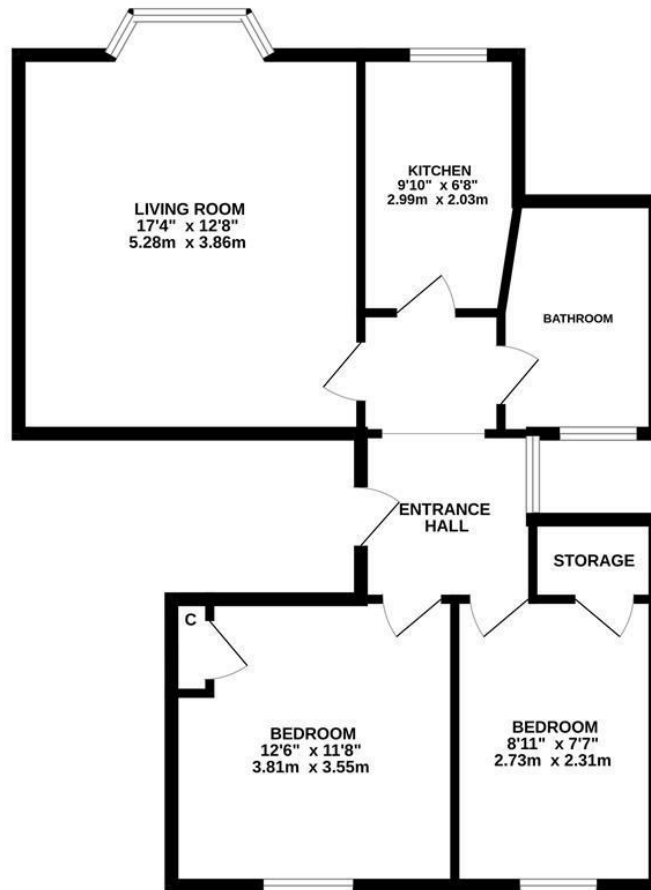 KITCHEN
9'10" x 6'8"
2.99m x 2.03m
LIVING ROOM
17'4" x 12'8"
5.28m x 3.86m
BATHROOM
ENTRANCE
HALL
STORAGE
C
BEDROOM
12'6" x 11'8"
3.81m x 3.55m
BEDROOM
8'11" x 7'7"
2.73m x 2.31m